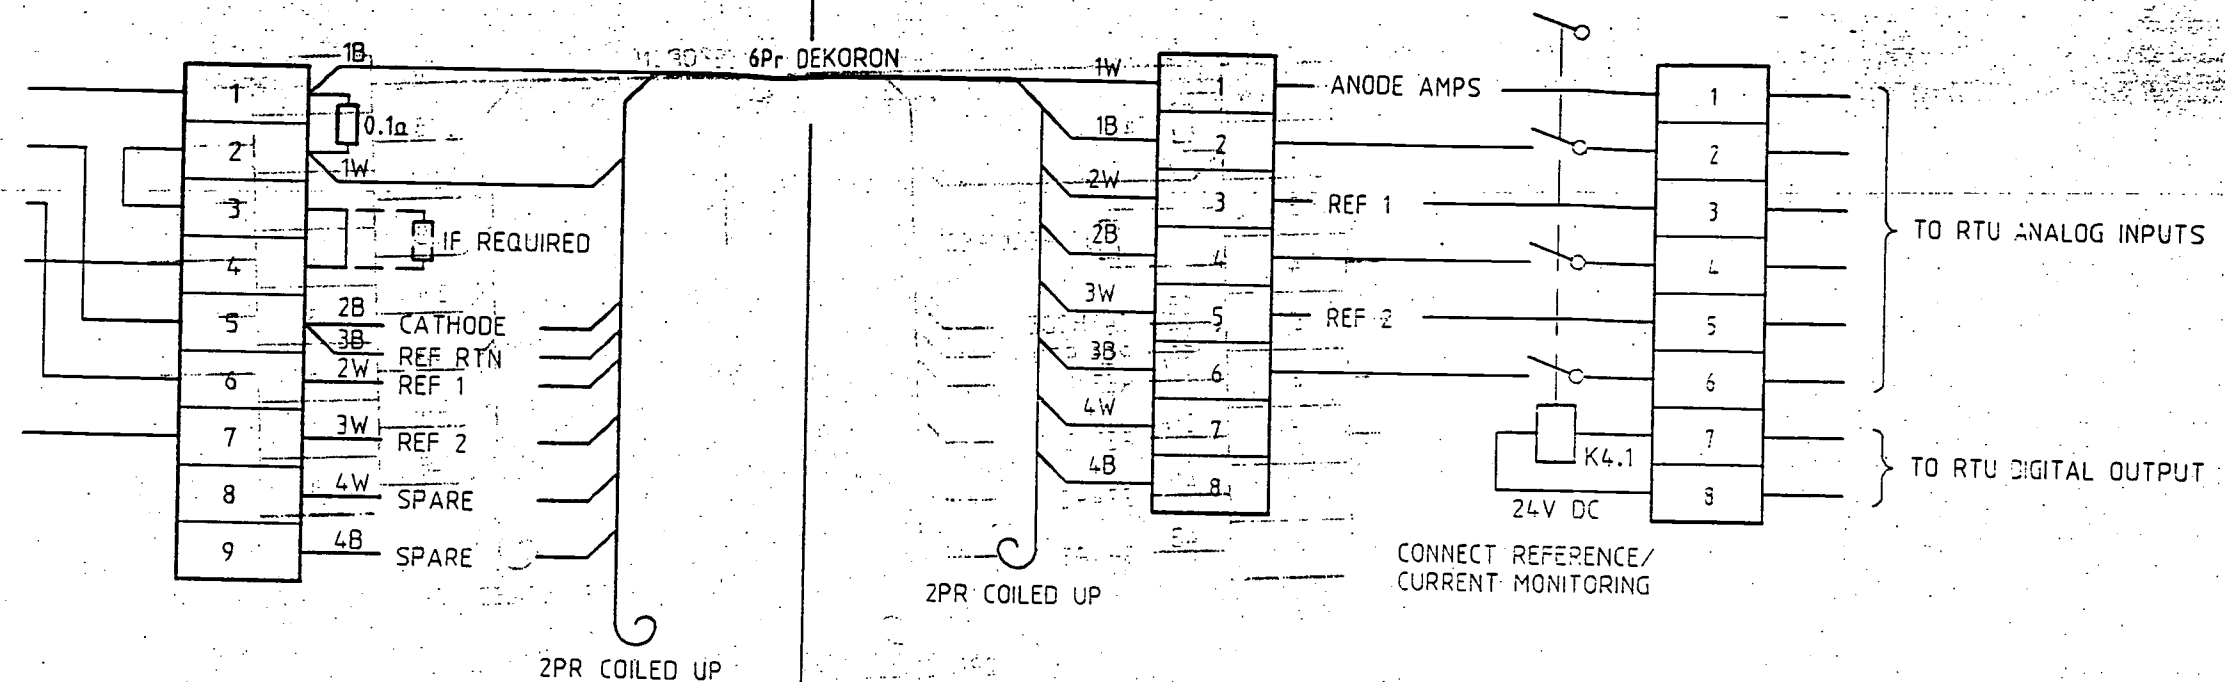 6Pr DEKORON
1B
1
0.1Ω
2
1W
3
IF REQUIRED
4
2B
CATHODE
5
3B
REF RTN
2W
REF 1
6
3W
REF 2
7
4W
SPARE
8
4B
SPARE
9
2PR COILED UP
1W
1
ANODE AMPS
1B
2
2W
3
REF 1
2B
4
3W
5
REF 2
3B
6
4W
7
4B
8
2PR COILED UP
1
2
3
4
5
6
7
8
K4.1
24V DC
CONNECT REFERENCE/
CURRENT MONITORING
TO RTU ANALOG INPUTS
TO RTU DIGITAL OUTPUT